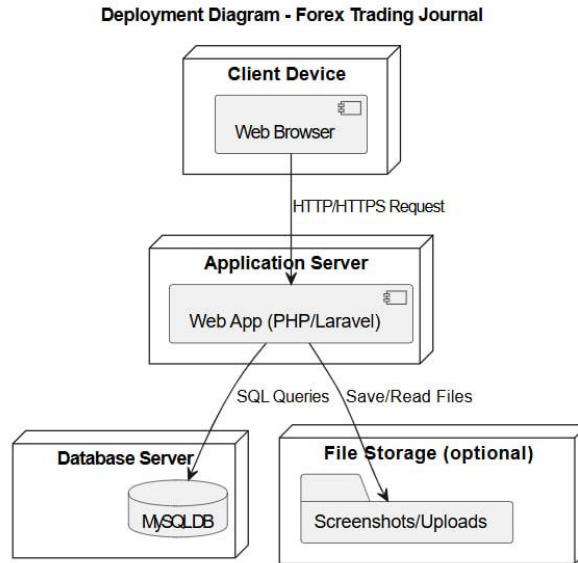 Deployment Diagram - Forex Trading Journal
Client Device
Web Browser
HTTP/HTTPS Request
Application Server
Web App (PHP/Laravel)
SQL Queries
Save/Read Files
Database Server
MySQLDB
File Storage (optional)
Screenshots/Uploads